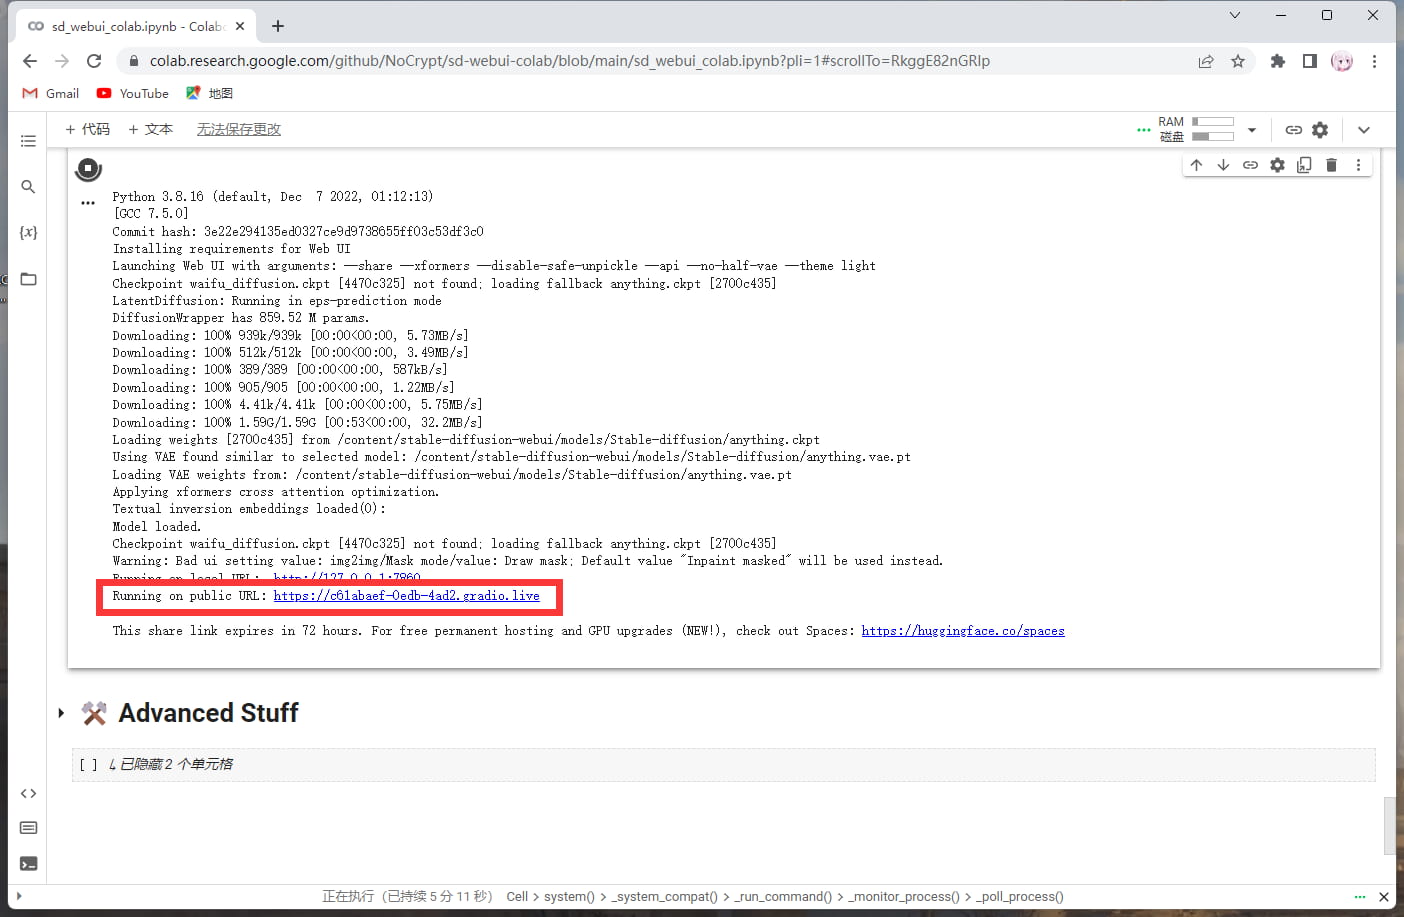 sd_webui_colab.ipynb - Colab
colab.research.google.com/github/NoCrypt/sd-webui-colab/blob/main/sd_webui_colab.ipynb?pli=1#scrollTo=RkggE82nGRlp
Gmail YouTube 地图
+ 代码 + 文本 无法保存更改
RAM
磁盘
Python 3.8.16 (default, Dec 7 2022, 01:12:13)
[GCC 7.5.0]
Commit hash: 3e22e294135ed0327ce9d9738655ff03c53df3c0
Installing requirements for Web UI
Launching Web UI with arguments: --share --xformers --disable-safe-unpickle --api --no-half-vae --theme light
Checkpoint waifu_diffusion.ckpt [4470c325] not found; loading fallback anything.ckpt [2700c435]
LatentDiffusion: Running in eps-prediction mode
DiffusionWrapper has 859.52 M params.
Downloading: 100% 939k/939k [00:00<00:00, 5.73MB/s]
Downloading: 100% 512k/512k [00:00<00:00, 3.49MB/s]
Downloading: 100% 389/389 [00:00<00:00, 587kB/s]
Downloading: 100% 905/905 [00:00<00:00, 1.22MB/s]
Downloading: 100% 4.41k/4.41k [00:00<00:00, 5.75MB/s]
Downloading: 100% 1.59G/1.59G [00:53<00:00, 32.2MB/s]
Loading weights [2700c435] from /content/stable-diffusion-webui/models/Stable-diffusion/anything.ckpt
Using VAE found similar to selected model: /content/stable-diffusion-webui/models/Stable-diffusion/anything.vae.pt
Loading VAE weights from: /content/stable-diffusion-webui/models/Stable-diffusion/anything.vae.pt
Applying xformers cross attention optimization.
Textual inversion embeddings loaded(0):
Model loaded.
Checkpoint waifu_diffusion.ckpt [4470c325] not found; loading fallback anything.ckpt [2700c435]
Warning: Bad ui setting value: img2img/Mask mode/value: Draw mask; Default value "Inpaint masked" will be used instead.
Running on local URL: http://127.0.0.1:7860
Running on public URL: https://c61abaef-0edb-4ad2.gradio.live
This share link expires in 72 hours. For free permanent hosting and GPU upgrades (NEW!), check out Spaces: https://huggingface.co/spaces
Advanced Stuff
[ ] ↳ 已隐藏 2 个单元格
正在执行（已持续 5 分 11 秒） Cell > system() > _system_compat() > _run_command() > _monitor_process() > _poll_process()